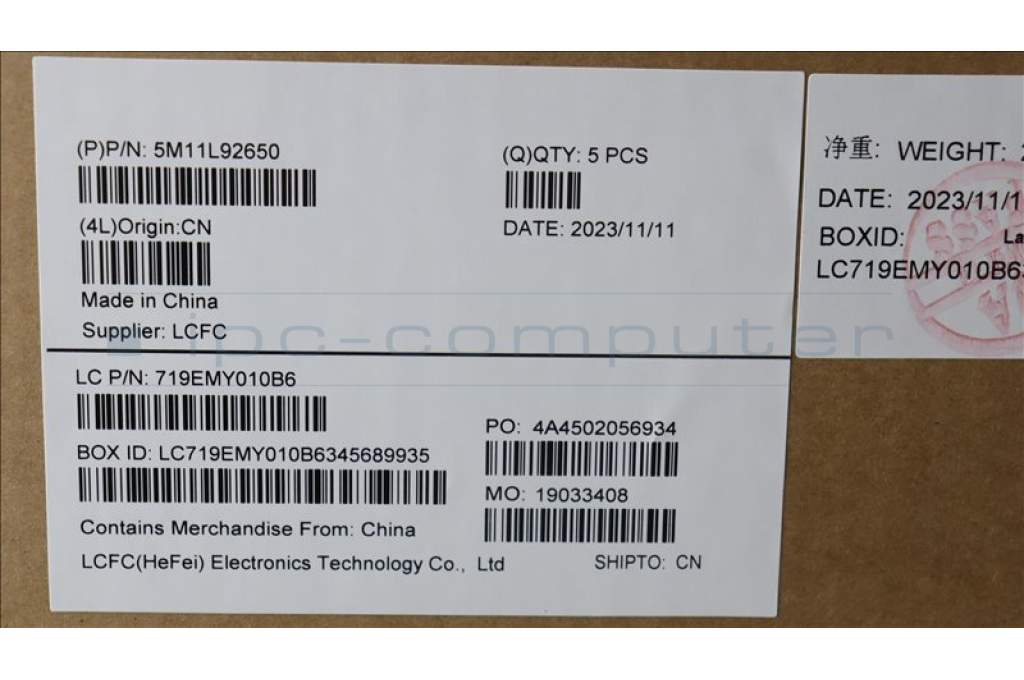 (P)P/N: 5M11L92650
(Q)QTY: 5 PCS
(4L)Origin:CN
DATE: 2023/11/11
Made in China
Supplier: LCFC
LC P/N: 719EMY010B6
PO: 4A4502056934
BOX ID: LC719EMY010B6345689935
MO: 19033408
Contains Merchandise From: China
LCFC(HeFei) Electronics Technology Co., Ltd
SHIPTO: CN
净重: WEIGHT:
DATE: 2023/11/1
BOXID:
La
LC719EMY010B63
ipc-computer